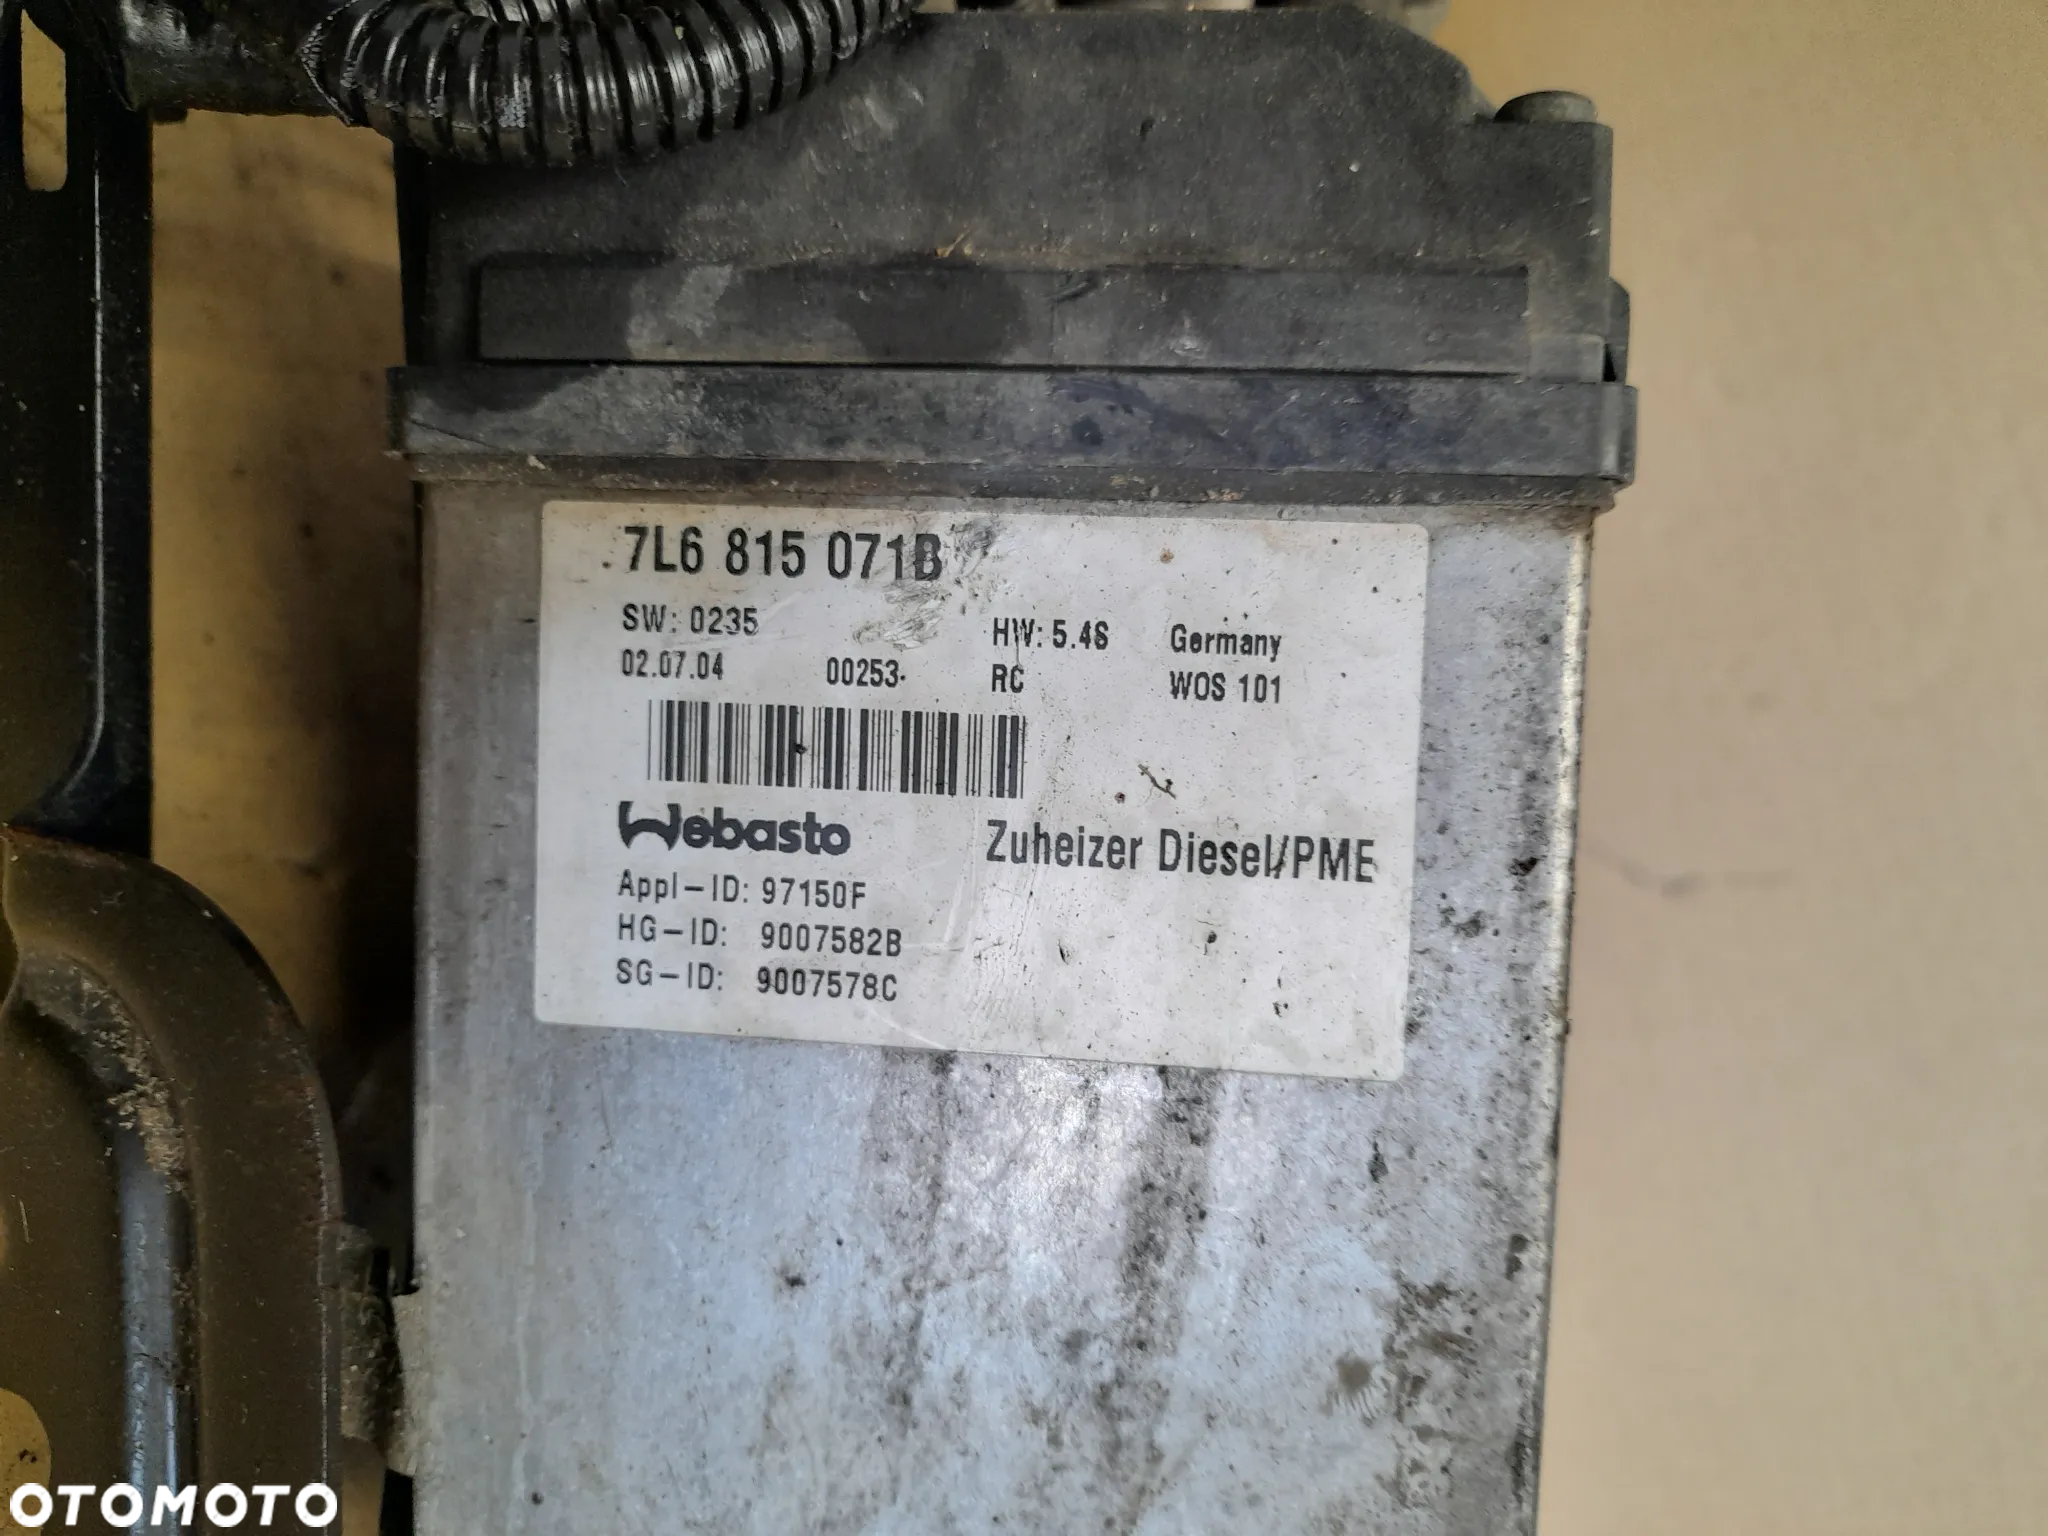 7L6 815 071B
SW: 0235 HW: 5.4S Germany
02.07.04 00253- RC WOS 101
Webasto Zuheizer Diesel/PME
Appl-ID: 97150F
HG-ID: 9007582B
SG-ID: 9007578C
OTOMOTO